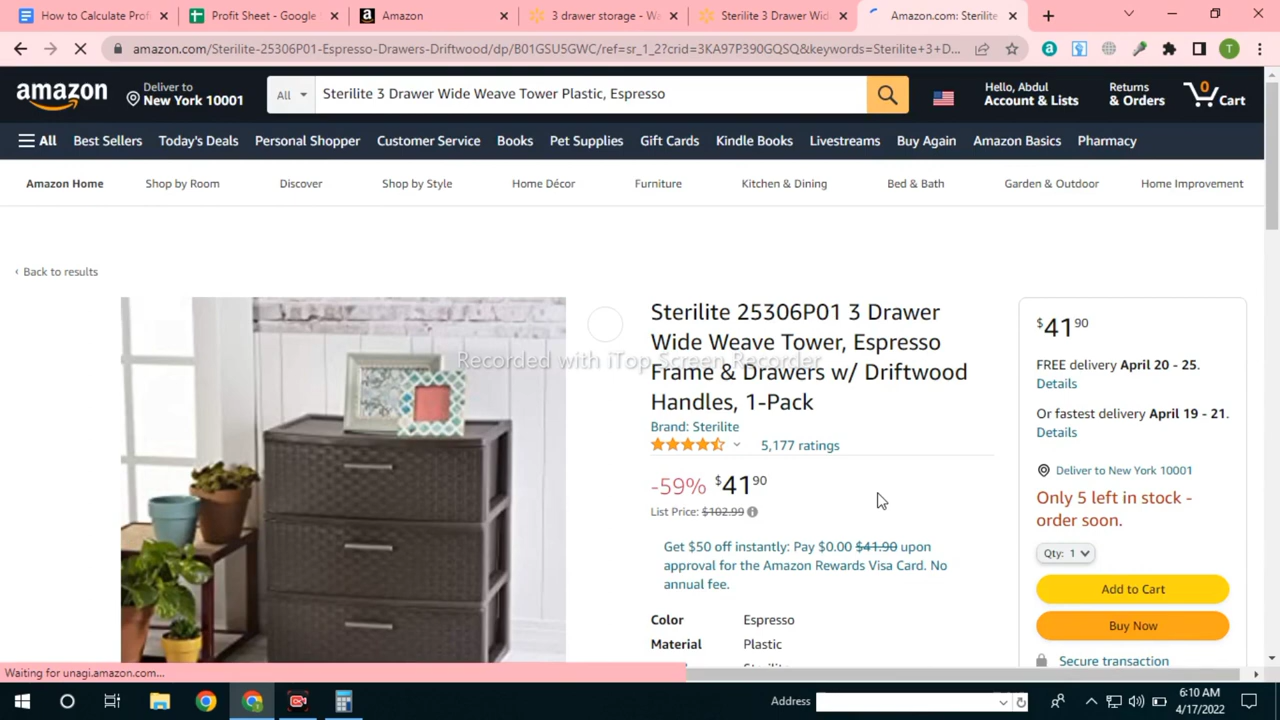 How to Calculate Profi
Profit Sheet - Google
Amazon
3 drawer storage - Wa
Sterilite 3 Drawer Wid
Amazon.com: Sterilite
amazon.com/Sterilite-25306P01-Espresso-Drawers-Driftwood/dp/B01GSU5GWC/ref=sr_1_2?crid=3KA97P390GQSQ&keywords=Sterilite+3+D...
T
amazon
Deliver to
New York 10001
All
Sterilite 3 Drawer Wide Weave Tower Plastic, Espresso
Hello, Abdul
Account & Lists
Returns
& Orders
0
Cart
All
Best Sellers
Today's Deals
Personal Shopper
Customer Service
Books
Pet Supplies
Gift Cards
Kindle Books
Livestreams
Buy Again
Amazon Basics
Pharmacy
Amazon Home
Shop by Room
Discover
Shop by Style
Home Décor
Furniture
Kitchen & Dining
Bed & Bath
Garden & Outdoor
Home Improvement
‹ Back to results
Sterilite 25306P01 3 Drawer
Wide Weave Tower, Espresso
Frame & Drawers w/ Driftwood
Handles, 1-Pack
Brand: Sterilite
5,177 ratings
-59% $41 90
List Price: $102.99
Get $50 off instantly: Pay $0.00 $41.90 upon
approval for the Amazon Rewards Visa Card. No
annual fee.
Color Espresso
Material Plastic
$41 90
FREE delivery April 20 - 25.
Details
Or fastest delivery April 19 - 21.
Details
Deliver to New York 10001
Only 5 left in stock -
order soon.
Qty: 1
Add to Cart
Buy Now
Secure transaction
Recorded with iTop Screen Recorder
Waiting for unagi.amazon.com...
Address
6:10 AM
4/17/2022